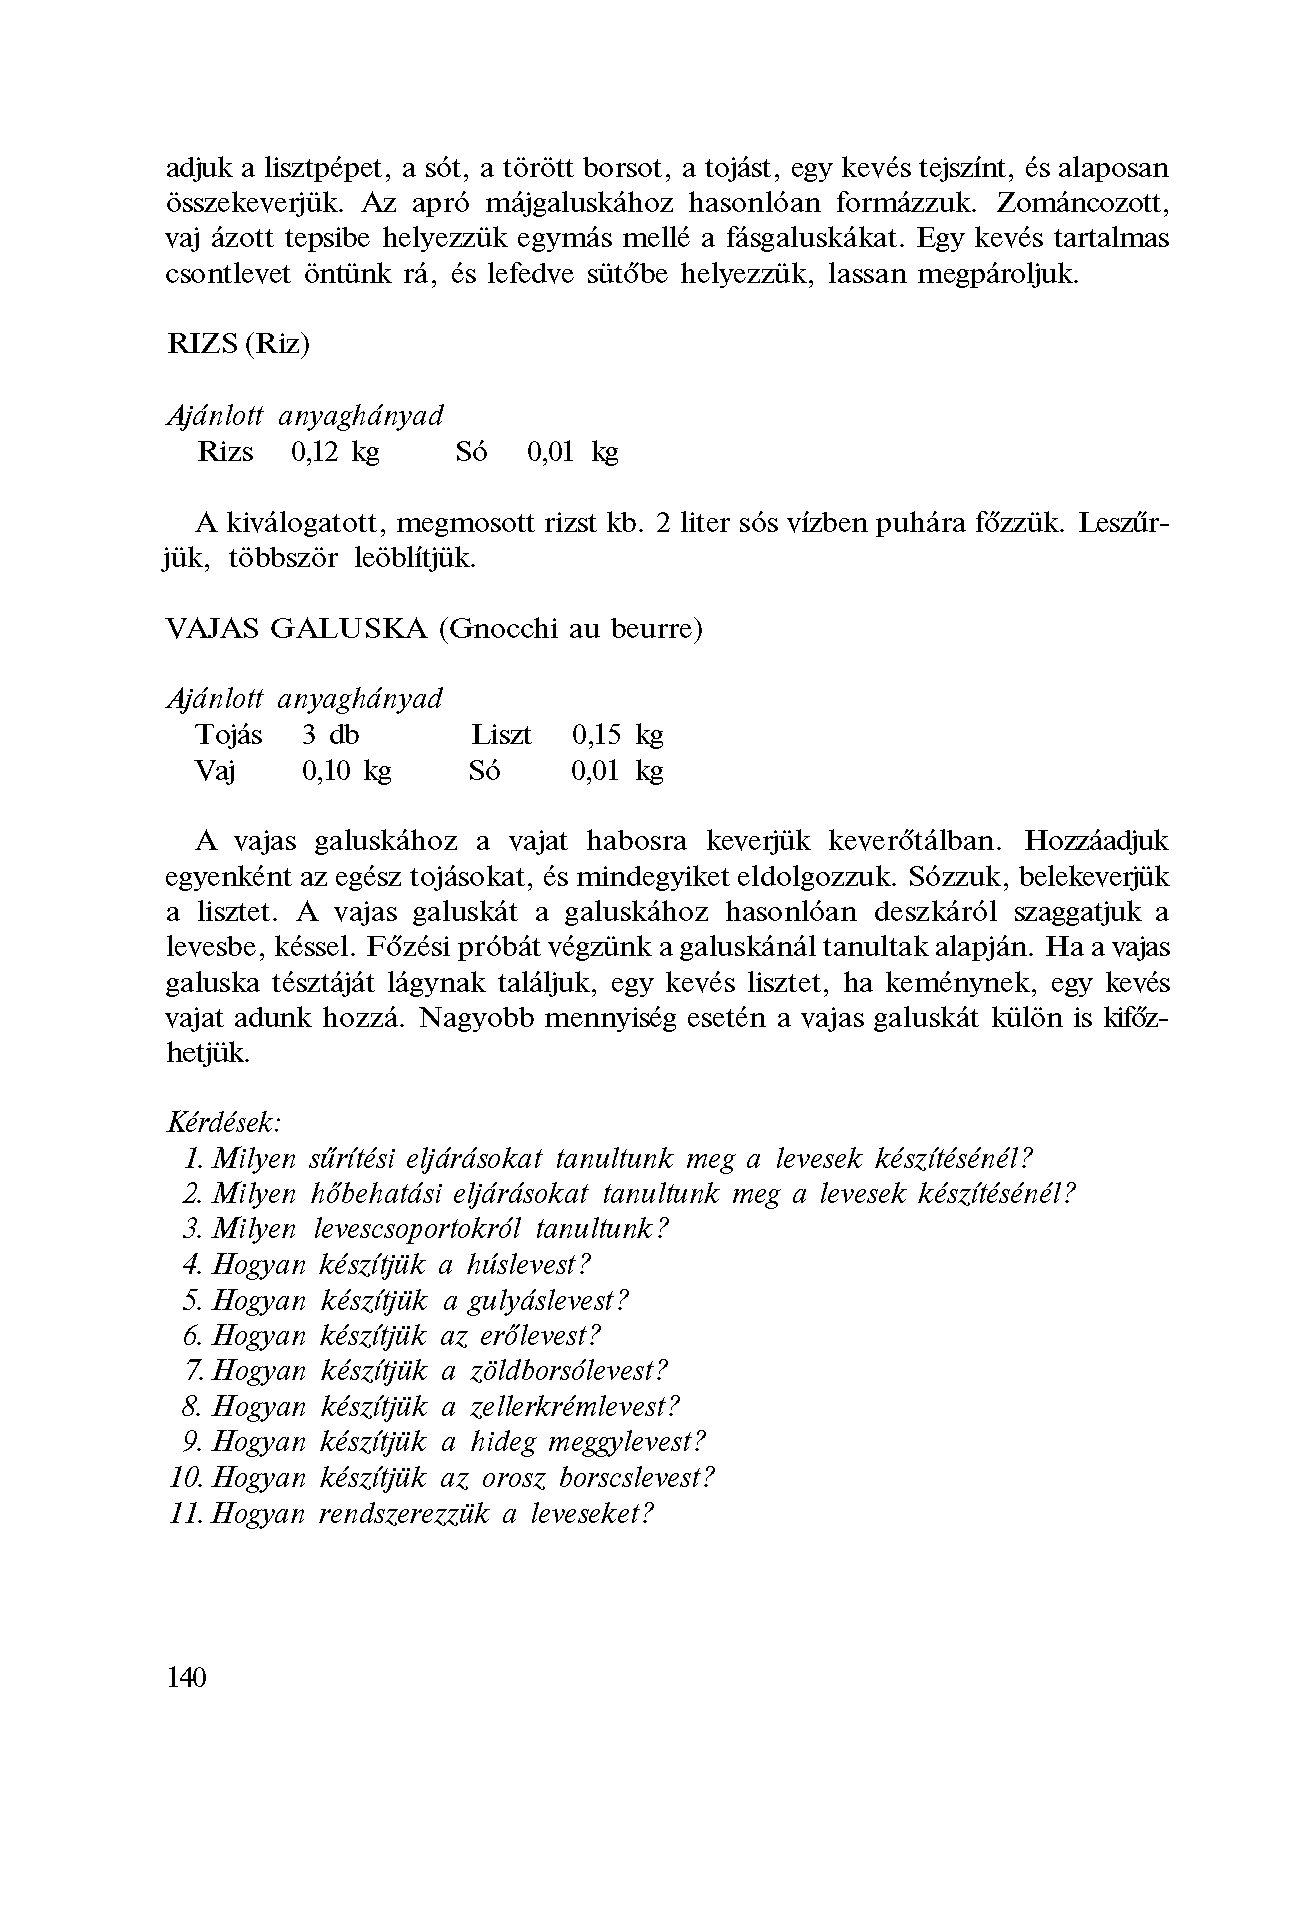 adjuk a lisztpépet, a sót, a törött borsot, a tojást, egy kevés tejszínt, és alaposan
összekeverjük. Az apró májgaluskához hasonlóan formázzuk. Zománcozott,
vaj ázott tepsibe helyezzük egymás mellé a fásgaluskákat. Egy kevés tartalmas
csontlevet öntünk rá, és lefedve sütőbe helyezzük, lassan megpároljuk.
RIZS (Riz)
Ajánlott anyaghányad
Rizs 0,12 kg Só 0,01 kg
A kiválogatott, megmosott rizst kb. 2 liter sós vízben puhára főzzük. Leszűr-
jük, többször leöblítjük.
VAJAS GALUSKA (Gnocchi au beurre)
Ajánlott anyaghányad
Tojás 3 db Liszt 0,15 kg
Vaj 0,10 kg Só 0,01 kg
A vajas galuskához a vajat habosra keverjük keverőtálban. Hozzáadjuk
egyenként az egész tojásokat, és mindegyiket eldolgozzuk. Sózzuk, belekeverjük
a lisztet. A vajas galuskát a galuskához hasonlóan deszkáról szaggatjuk a
levesbe, késsel. Főzési próbát végzünk a galuskánál tanultak alapján. Ha a vajas
galuska tésztáját lágynak találjuk, egy kevés lisztet, ha keménynek, egy kevés
vajat adunk hozzá. Nagyobb mennyiség esetén a vajas galuskát külön is kifőz-
hetjük.
Kérdések:
1. Milyen sűrítési eljárásokat tanultunk meg a levesek készítésénél?
2. Milyen hőbehatási eljárásokat tanultunk meg a levesek készítésénél?
3. Milyen levescsoportokról tanultunk?
4. Hogyan készítjük a húslevest?
5. Hogyan készítjük a gulyáslevest?
6. Hogyan készítjük az erőlevest?
7. Hogyan készítjük a zöldborsólevest?
8. Hogyan készítjük a zellerkrémlevest?
9. Hogyan készítjük a hideg meggylevest?
10. Hogyan készítjük az orosz borscslevest?
11. Hogyan rendszerezzük a leveseket?
140